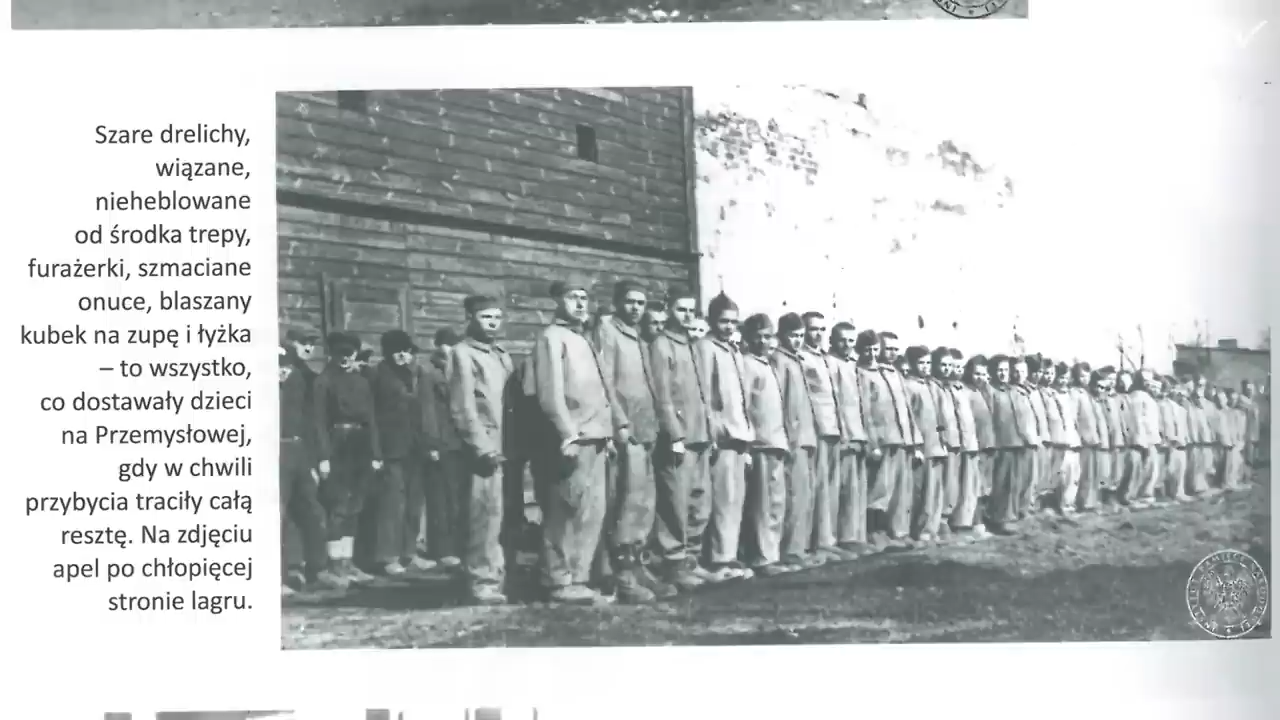 Szare drelichy,
wiązane,
nieheblowane
od środka trepy,
furażerki, szmaciane
onuce, blaszany
kubek na zupę i łyżka
– to wszystko,
co dostawały dzieci
na Przemysłowej,
gdy w chwili
przybycia traciły całą
resztę. Na zdjęciu
apel po chłopięcej
stronie lagru.